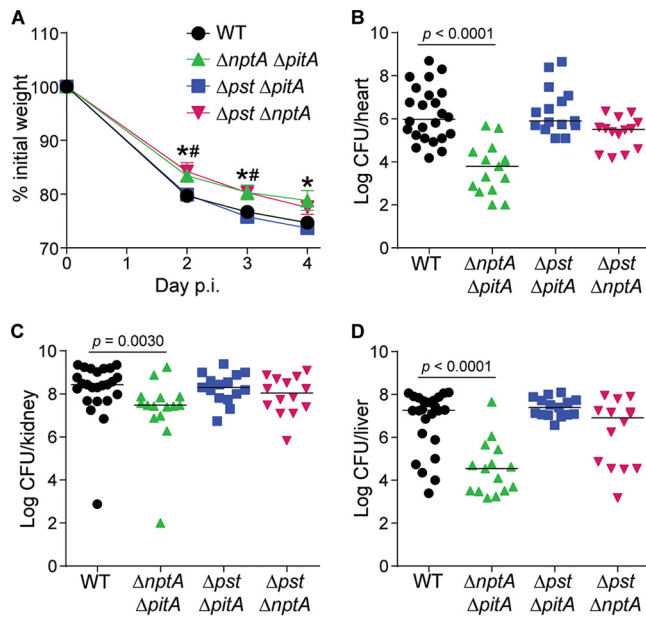 A
110
100
90
80
70
% initial weight
0
1
2
3
4
Day p.i.
WT
ΔnptA ΔpitA
Δpst ΔpitA
Δpst ΔnptA
*#
*#
*
B
p < 0.0001
10
8
6
4
2
0
Log CFU/heart
WT
ΔnptA
ΔpitA
Δpst
ΔpitA
Δpst
ΔnptA
C
p = 0.0030
10
8
6
4
2
0
Log CFU/kidney
WT
ΔnptA
ΔpitA
Δpst
ΔpitA
Δpst
ΔnptA
D
p < 0.0001
10
8
6
4
2
0
Log CFU/liver
WT
ΔnptA
ΔpitA
Δpst
ΔpitA
Δpst
ΔnptA